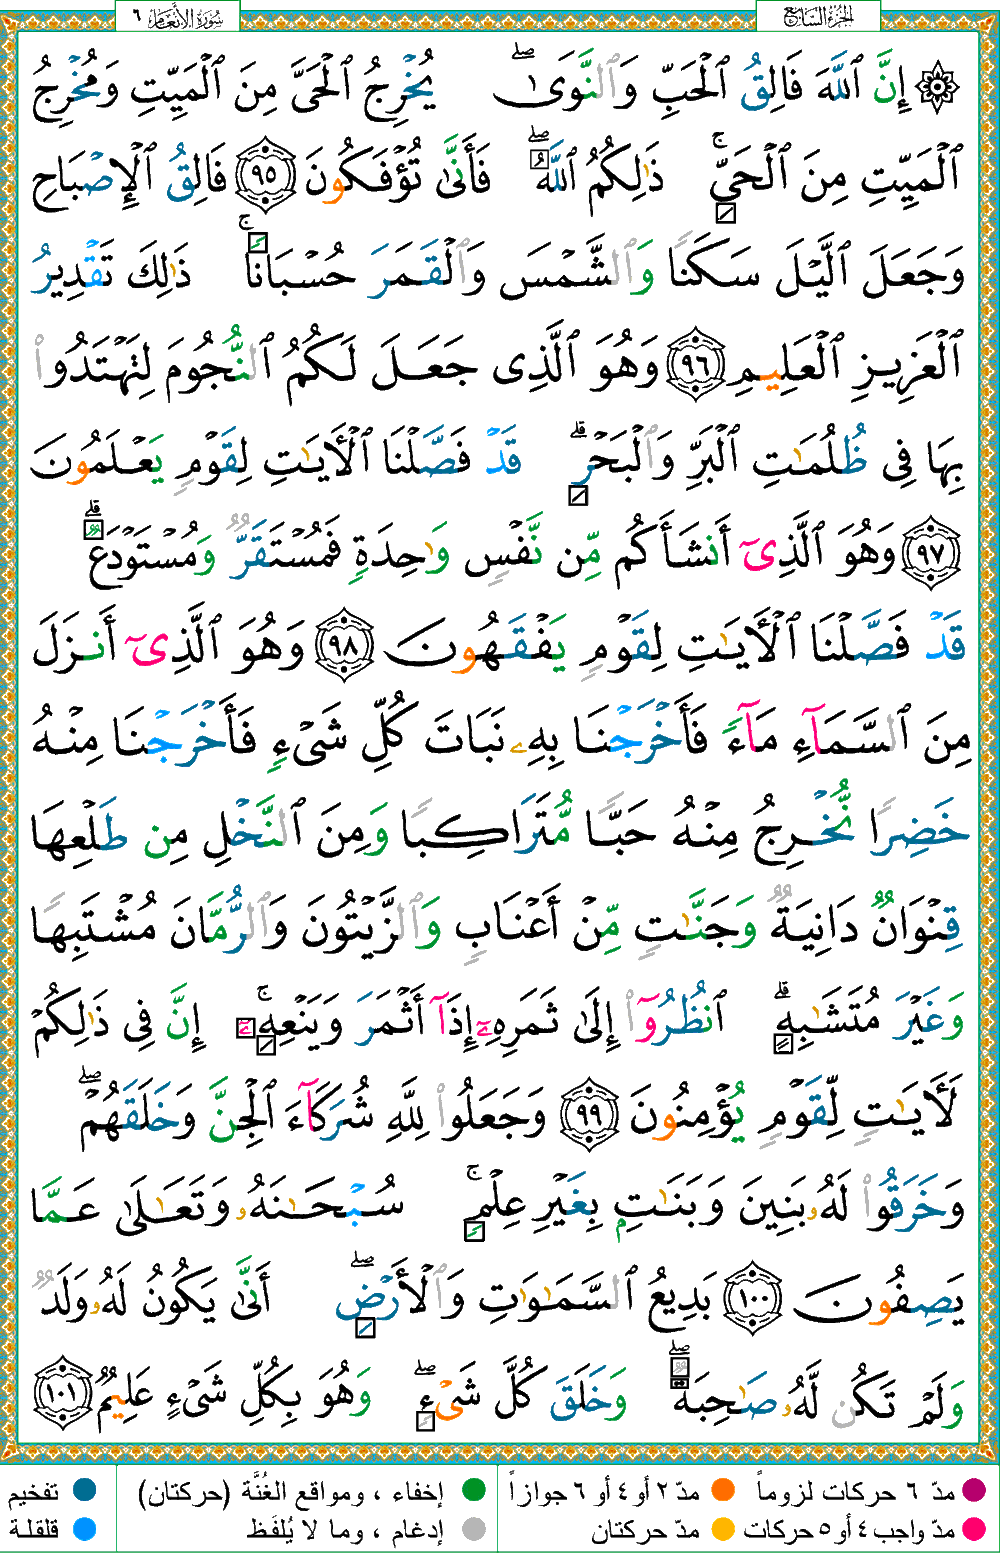 الجزء السابع
سورة الأنعام ٦
۞ إِنَّ ٱللَّهَ فَالِقُ ٱلْحَبِّ وَٱلنَّوَىٰ ۖ يُخْرِجُ ٱلْحَىَّ مِنَ ٱلْمَيِّتِ وَمُخْرِجُ
ٱلْمَيِّتِ مِنَ ٱلْحَىِّ ۚ ذَٰلِكُمُ ٱللَّهُ ۖ فَأَنَّىٰ تُؤْفَكُونَ ٩٥ فَالِقُ ٱلْإِصْبَاحِ
وَجَعَلَ ٱلَّيْلَ سَكَنًا وَٱلشَّمْسَ وَٱلْقَمَرَ حُسْبَانًا ۚ ذَٰلِكَ تَقْدِيرُ
ٱلْعَزِيزِ ٱلْعَلِيمِ ٩٦ وَهُوَ ٱلَّذِى جَعَلَ لَكُمُ ٱلنُّجُومَ لِتَهْتَدُوا۟
بِهَا فِى ظُلُمَٰتِ ٱلْبَرِّ وَٱلْبَحْرِ ۗ قَدْ فَصَّلْنَا ٱلْـَٔايَٰتِ لِقَوْمٍ يَعْلَمُونَ
٩٧ وَهُوَ ٱلَّذِىٓ أَنشَأَكُم مِّن نَّفْسٍ وَٰحِدَةٍ فَمُسْتَقَرٌّ وَمُسْتَوْدَعٌ ۗ
قَدْ فَصَّلْنَا ٱلْـَٔايَٰتِ لِقَوْمٍ يَفْقَهُونَ ٩٨ وَهُوَ ٱلَّذِىٓ أَنزَلَ
مِنَ ٱلسَّمَآءِ مَآءً فَأَخْرَجْنَا بِهِۦ نَبَاتَ كُلِّ شَىْءٍ فَأَخْرَجْنَا مِنْهُ
خَضِرًا نُّخْرِجُ مِنْهُ حَبًّا مُّتَرَاكِبًا وَمِنَ ٱلنَّخْلِ مِن طَلْعِهَا
قِنْوَانٌ دَانِيَةٌ وَجَنَّٰتٍ مِّنْ أَعْنَابٍ وَٱلزَّيْتُونَ وَٱلرُّمَّانَ مُشْتَبِهًا
وَغَيْرَ مُتَشَٰبِهٍ ۗ ٱنظُرُوٓا۟ إِلَىٰ ثَمَرِهِۦٓ إِذَآ أَثْمَرَ وَيَنْعِهِۦٓ ۚ إِنَّ فِى ذَٰلِكُمْ
لَـَٔايَٰتٍ لِّقَوْمٍ يُؤْمِنُونَ ٩٩ وَجَعَلُوا۟ لِلَّهِ شُرَكَآءَ ٱلْجِنَّ وَخَلَقَهُمْ ۖ
وَخَرَقُوا۟ لَهُۥ بَنِينَ وَبَنَٰتٍۭ بِغَيْرِ عِلْمٍ ۚ سُبْحَٰنَهُۥ وَتَعَٰلَىٰ عَمَّا
يَصِفُونَ ١٠٠ بَدِيعُ ٱلسَّمَٰوَٰتِ وَٱلْأَرْضِ ۖ أَنَّىٰ يَكُونُ لَهُۥ وَلَدٌ
وَلَمْ تَكُن لَّهُۥ صَٰحِبَةٌ ۖ وَخَلَقَ كُلَّ شَىْءٍ ۖ وَهُوَ بِكُلِّ شَىْءٍ عَلِيمٌ ١٠١
مدّ ٦ حركات لزوماً مدّ ٢ أو ٤ أو ٦ جوازاً إخفاء ، ومواقع الغُنَّة (حركتان) تفخيم
مدّ واجب ٤ أو ٥ حركات مدّ حركتان إدغام ، وما لا يُلفَظ قلقلة